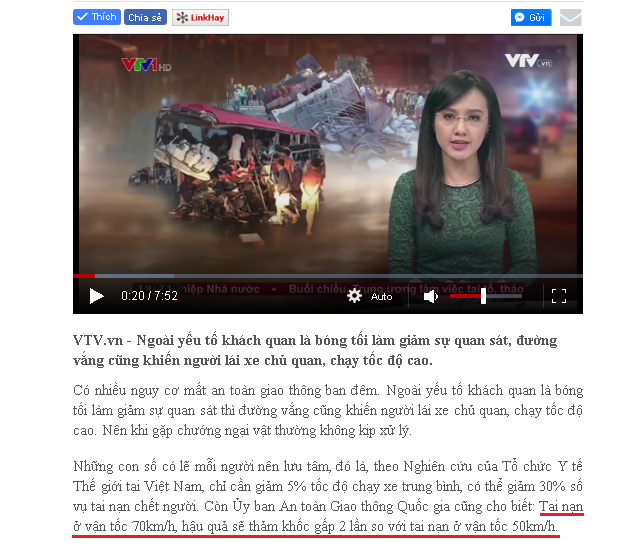 Thích Chia sẻ LinkHay Gửi
VTV1 HD VTV.vn
hiệp Nhà nước • Buổi chiều, Trung ương làm việc tại tổ, thảo
0:20 / 7:52 Auto
VTV.vn - Ngoài yếu tố khách quan là bóng tối làm giảm sự quan sát, đường
vắng cũng khiến người lái xe chủ quan, chạy tốc độ cao.
Có nhiều nguy cơ mất an toàn giao thông ban đêm. Ngoài yếu tố khách quan là bóng
tối làm giảm sự quan sát thì đường vắng cũng khiến người lái xe chủ quan, chạy tốc độ
cao. Nên khi gặp chướng ngại vật thường không kịp xử lý.
Những con số có lẽ mỗi người nên lưu tâm, đó là, theo Nghiên cứu của Tổ chức Y tế
Thế giới tại Việt Nam, chỉ cần giảm 5% tốc độ chạy xe trung bình, có thể giảm 30% số
vụ tai nạn chết người. Còn Ủy ban An toàn Giao thông Quốc gia cũng cho biết: Tai nạn
ở vận tốc 70km/h, hậu quả sẽ thảm khốc gấp 2 lần so với tai nạn ở vận tốc 50km/h.